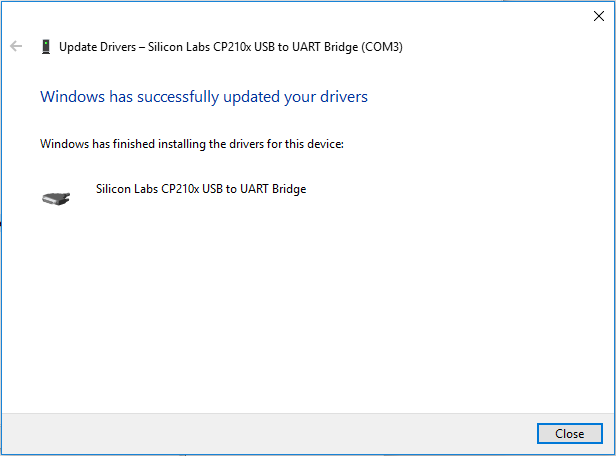 Update Drivers – Silicon Labs CP210x USB to UART Bridge (COM3)
Windows has successfully updated your drivers
Windows has finished installing the drivers for this device:
Silicon Labs CP210x USB to UART Bridge
Close